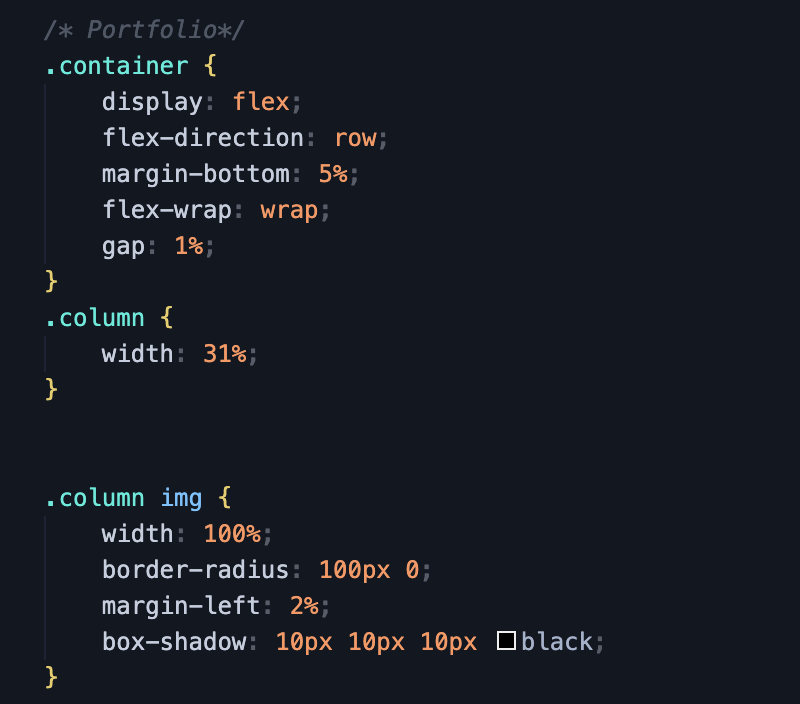 /* Portfolio*/
.container {
    display: flex;
    flex-direction: row;
    margin-bottom: 5%;
    flex-wrap: wrap;
    gap: 1%;
}
.column {
    width: 31%;
}
.column img {
    width: 100%;
    border-radius: 100px 0;
    margin-left: 2%;
    box-shadow: 10px 10px 10px black;
}